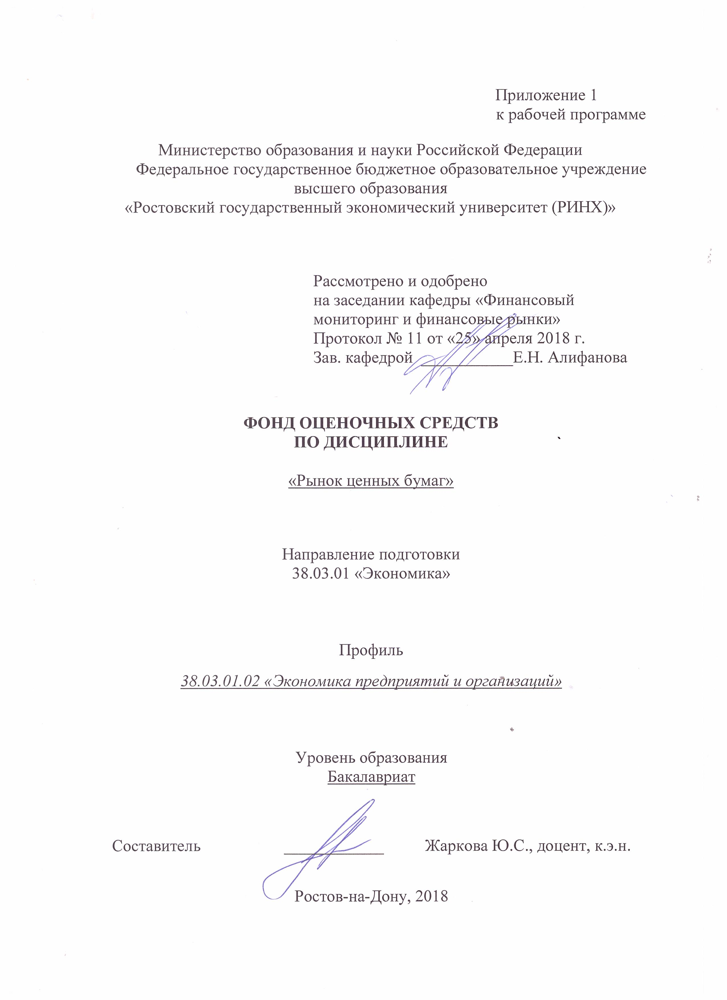 Приложение 1
к рабочей программе
Министерство образования и науки Российской Федерации
Федеральное государственное бюджетное образовательное учреждение
высшего образования
«Ростовский государственный экономический университет (РИНХ)»
Рассмотрено и одобрено
на заседании кафедры «Финансовый
мониторинг и финансовые рынки»
Протокол № 11 от «25» апреля 2018 г.
Зав. кафедрой ___________Е.Н. Алифанова
ФОНД ОЦЕНОЧНЫХ СРЕДСТВ
ПО ДИСЦИПЛИНЕ
«Рынок ценных бумаг»
Направление подготовки
38.03.01 «Экономика»
Профиль
38.03.01.02 «Экономика предприятий и организаций»
Уровень образования
Бакалавриат
Составитель ____________ Жаркова Ю.С., доцент, к.э.н.
Ростов-на-Дону, 2018